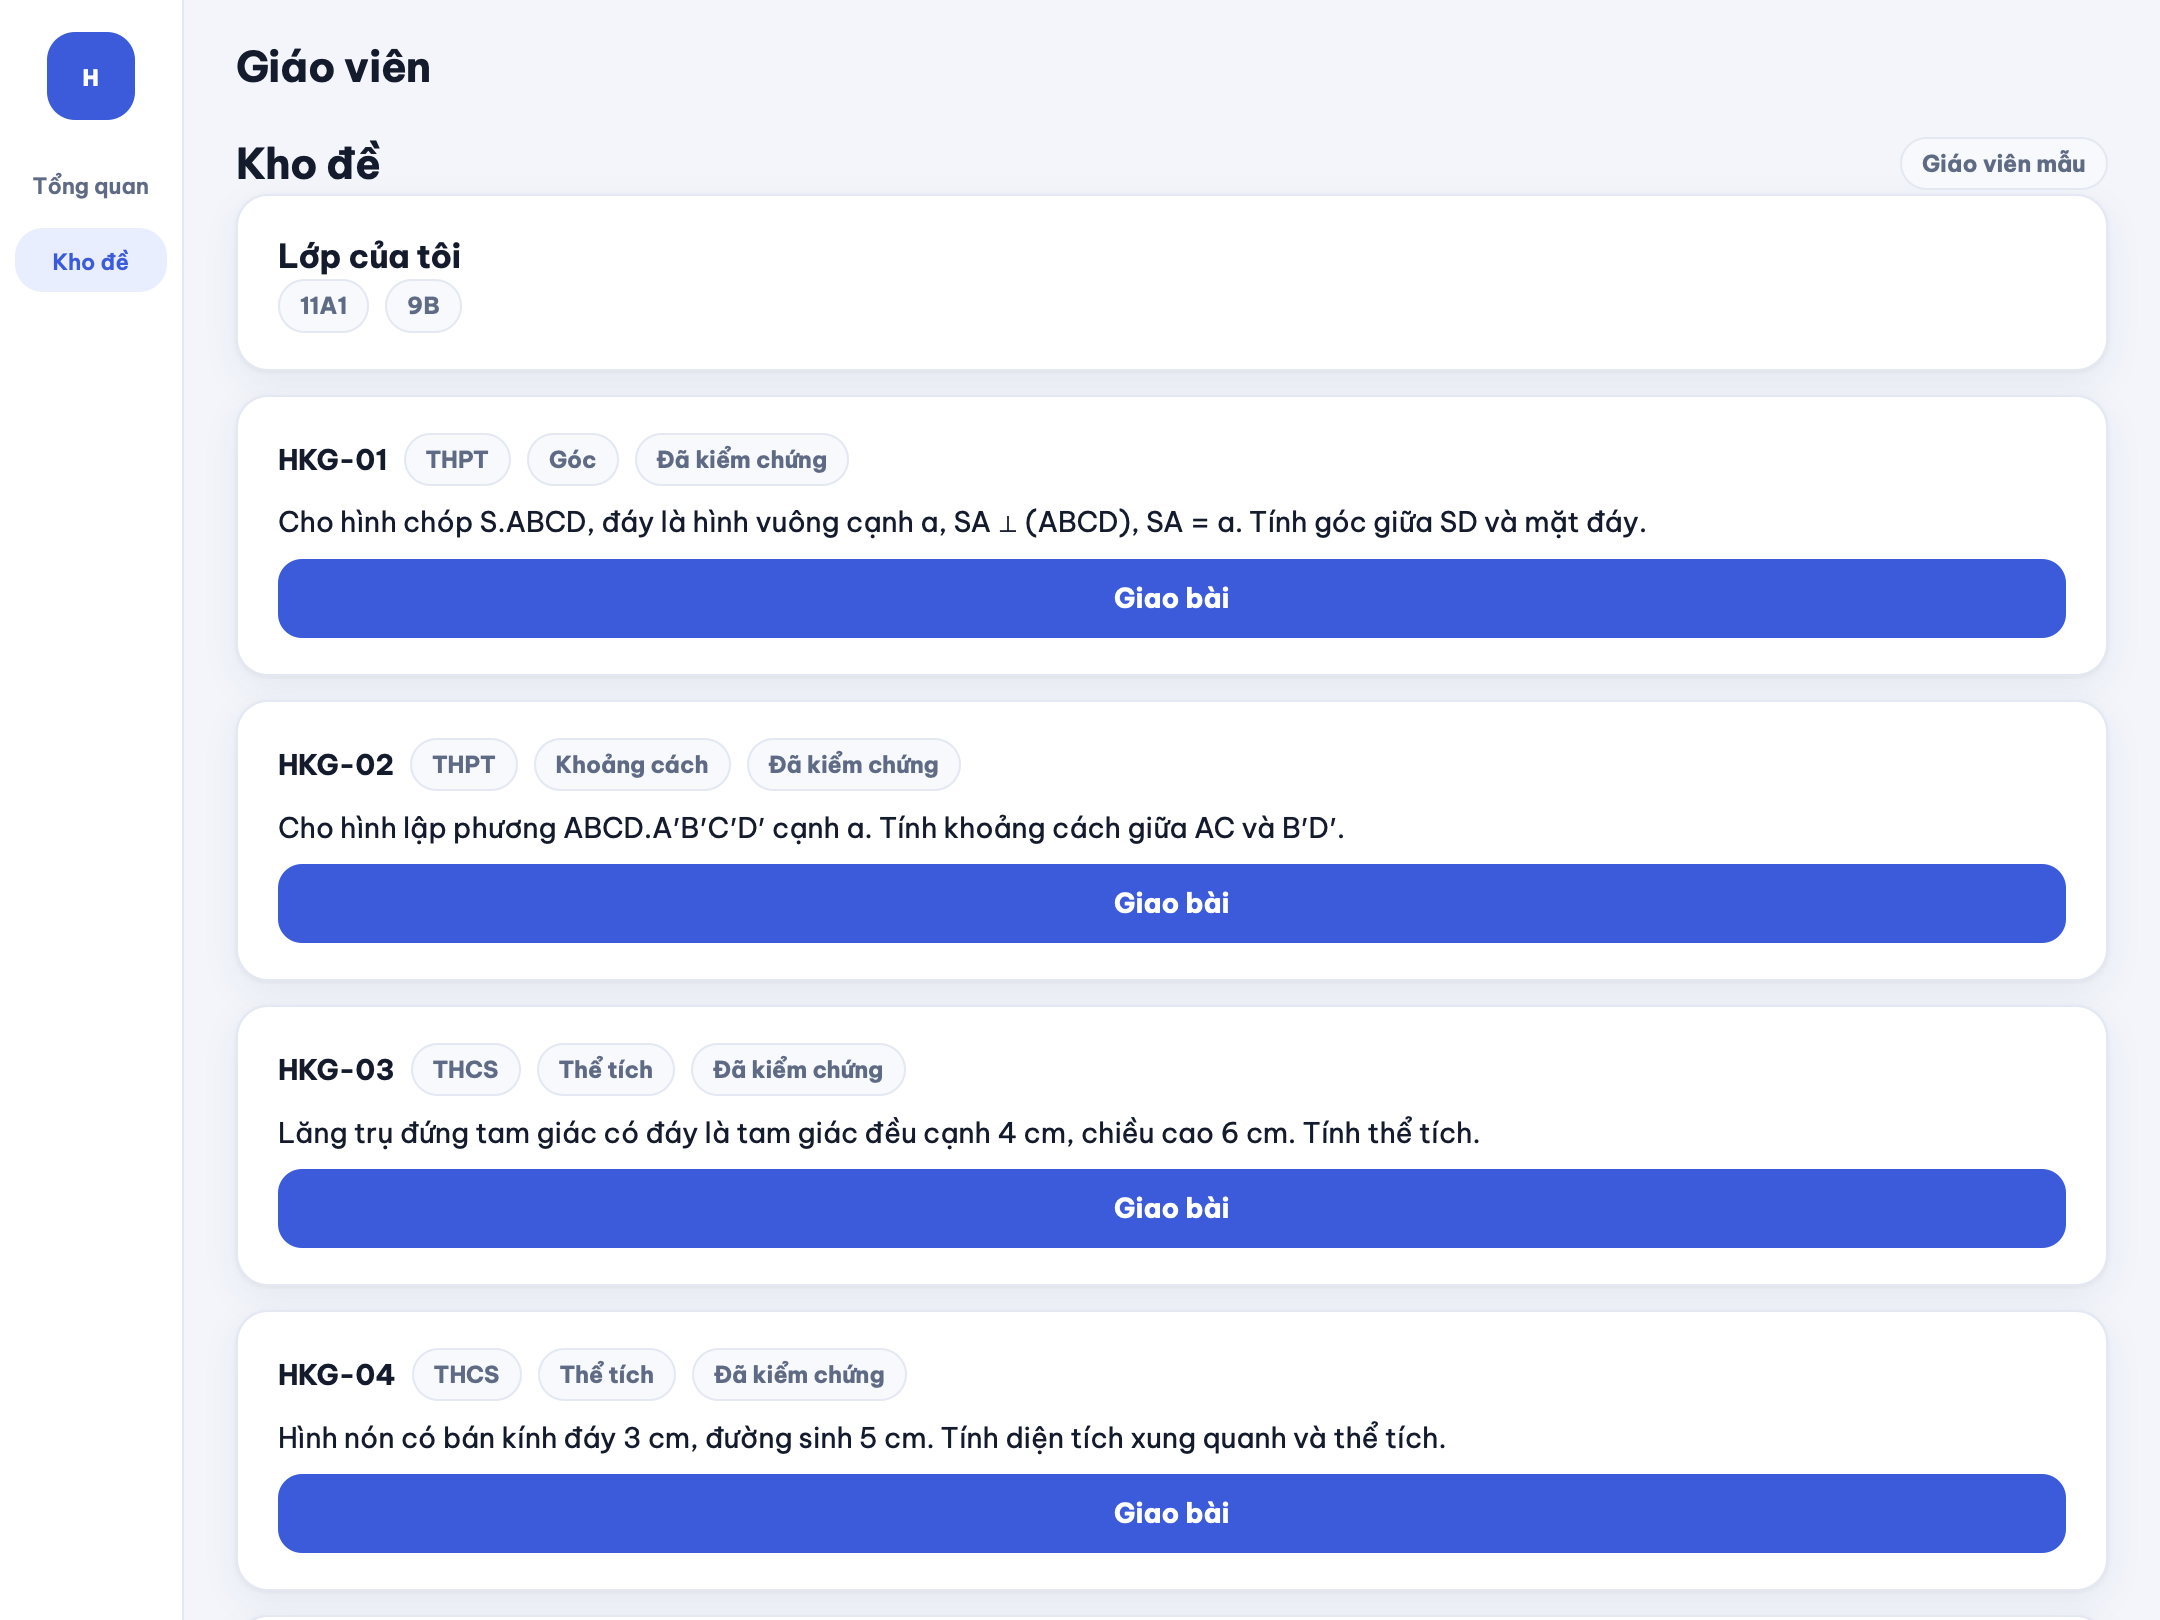 H
Tổng quan
Kho đề
Giáo viên
Kho đề
Giáo viên mẫu
Lớp của tôi
11A1 9B
HKG-01 THPT Góc Đã kiểm chứng
Cho hình chóp S.ABCD, đáy là hình vuông cạnh a, SA ⊥ (ABCD), SA = a. Tính góc giữa SD và mặt đáy.
Giao bài
HKG-02 THPT Khoảng cách Đã kiểm chứng
Cho hình lập phương ABCD.A′B′C′D′ cạnh a. Tính khoảng cách giữa AC và B′D′.
Giao bài
HKG-03 THCS Thể tích Đã kiểm chứng
Lăng trụ đứng tam giác có đáy là tam giác đều cạnh 4 cm, chiều cao 6 cm. Tính thể tích.
Giao bài
HKG-04 THCS Thể tích Đã kiểm chứng
Hình nón có bán kính đáy 3 cm, đường sinh 5 cm. Tính diện tích xung quanh và thể tích.
Giao bài